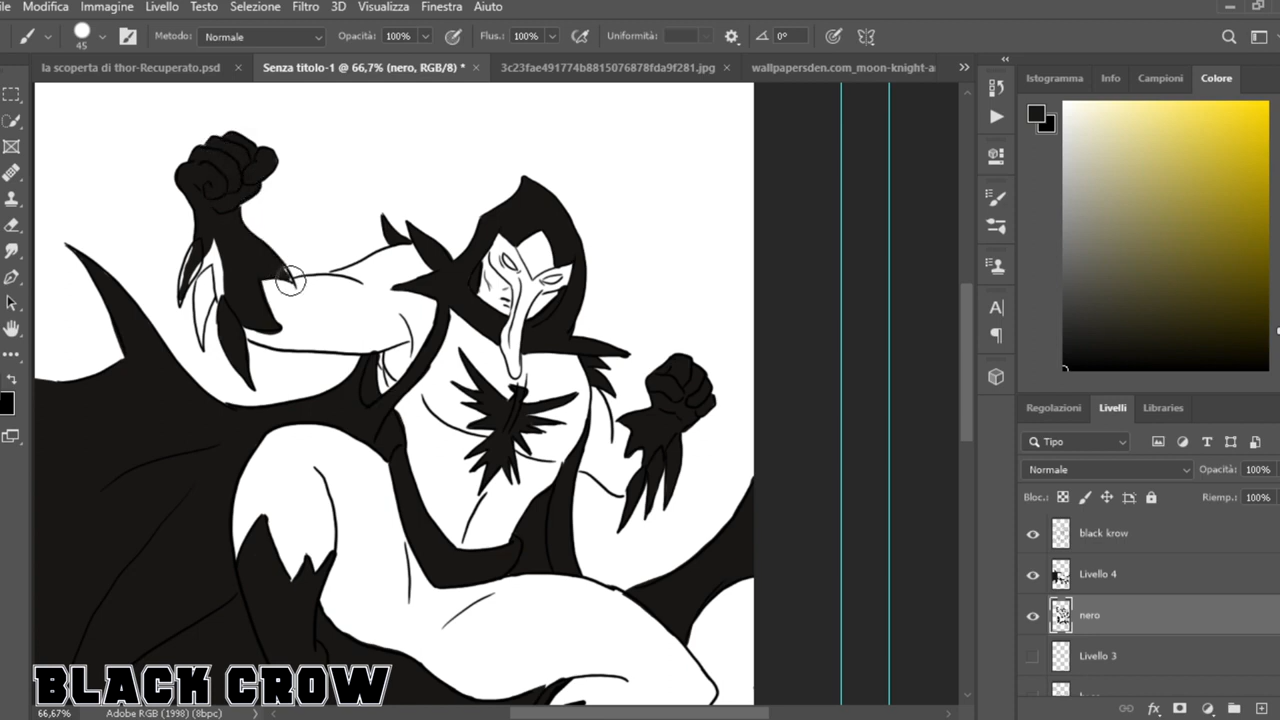 ile Modifica Immagine Livello Testo Selezione Filtro 3D Visualizza Finestra Aiuto
45 Metodo: Normale Opacità: 100% Flus.: 100% Uniformità: 0°
la scoperta di thor-Recuperato.psd × Senza titolo-1 @ 66,7% (nero, RGB/8) * × 3c23fae491774b8815076878fda9f281.jpg × wallpapersden.com_moon-knight-a
Istogramma Info Campioni Colore
Regolazioni Livelli Libraries
Tipo
Normale Opacità: 100%
Bloc.: Riemp.: 100%
black krow
Livello 4
nero
Livello 3
BLACK CROW
66,67% Adobe RGB (1998) (8bpc)